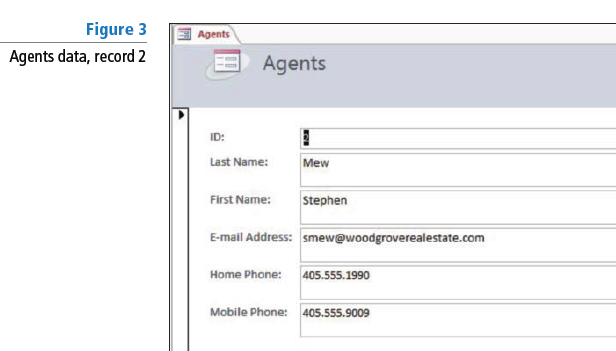 Figure 3
Agents data, record 2
Agents
Agents
ID: 2
Last Name: Mew
First Name: Stephen
E-mail Address: smew@woodgroverealestate.com
Home Phone: 405.555.1990
Mobile Phone: 405.555.9009